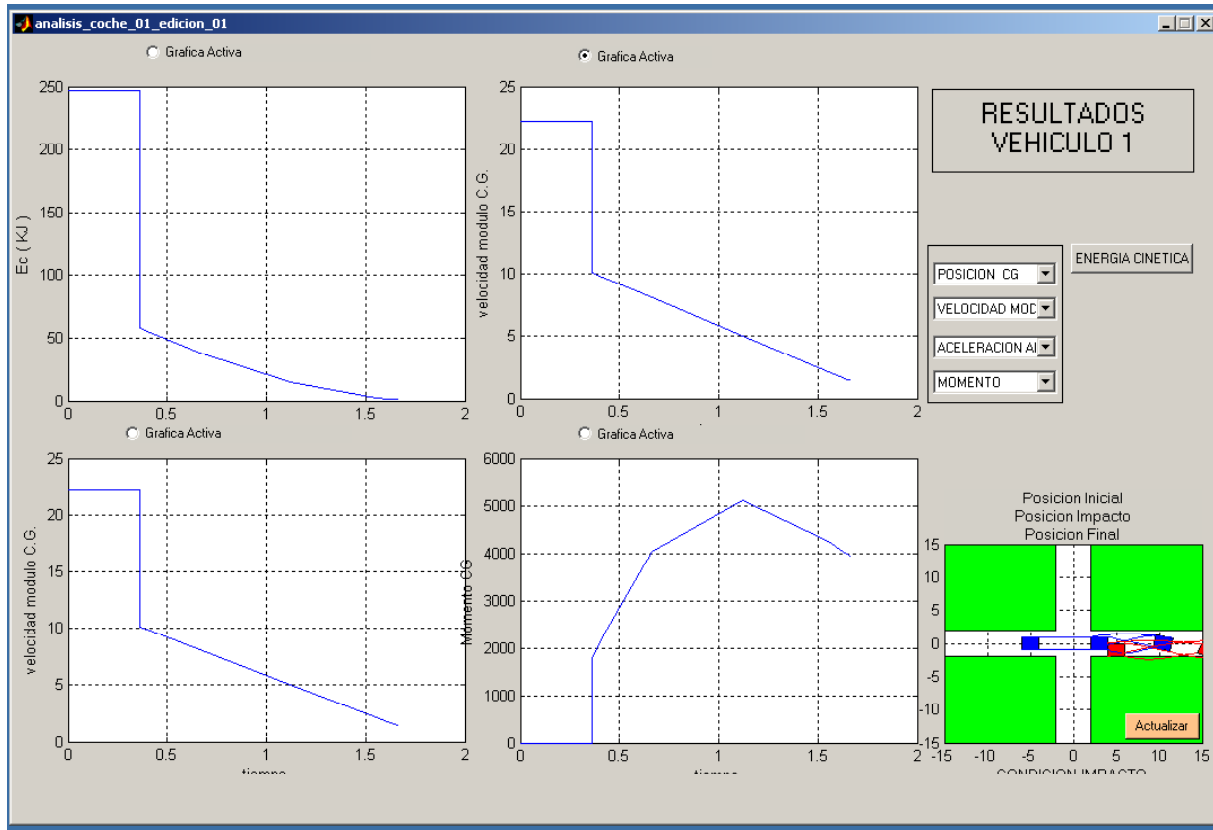 analisis_coche_01_edicion_01
Grafica Activa
Grafica Activa
250
200
150
100
50
0
Ec ( KJ )
0 0.5 1 1.5 2
25
20
15
10
5
0
velocidad modulo C.G.
0 0.5 1 1.5 2
RESULTADOS
VEHICULO 1
POSICION CG
VELOCIDAD MOD
ACELERACION AI
MOMENTO
ENERGIA CINETICA
Grafica Activa
Grafica Activa
25
20
15
10
5
0
velocidad modulo C.G.
0 0.5 1 1.5 2
tiempo
6000
5000
4000
3000
2000
1000
0
Momento CG
0 0.5 1 1.5 2
tiempo
Posicion Inicial
Posicion Impacto
Posicion Final
15
10
5
0
-5
-10
-15
-15 -10 -5 0 5 10 15
Actualizar
CONDICION IMPACTO